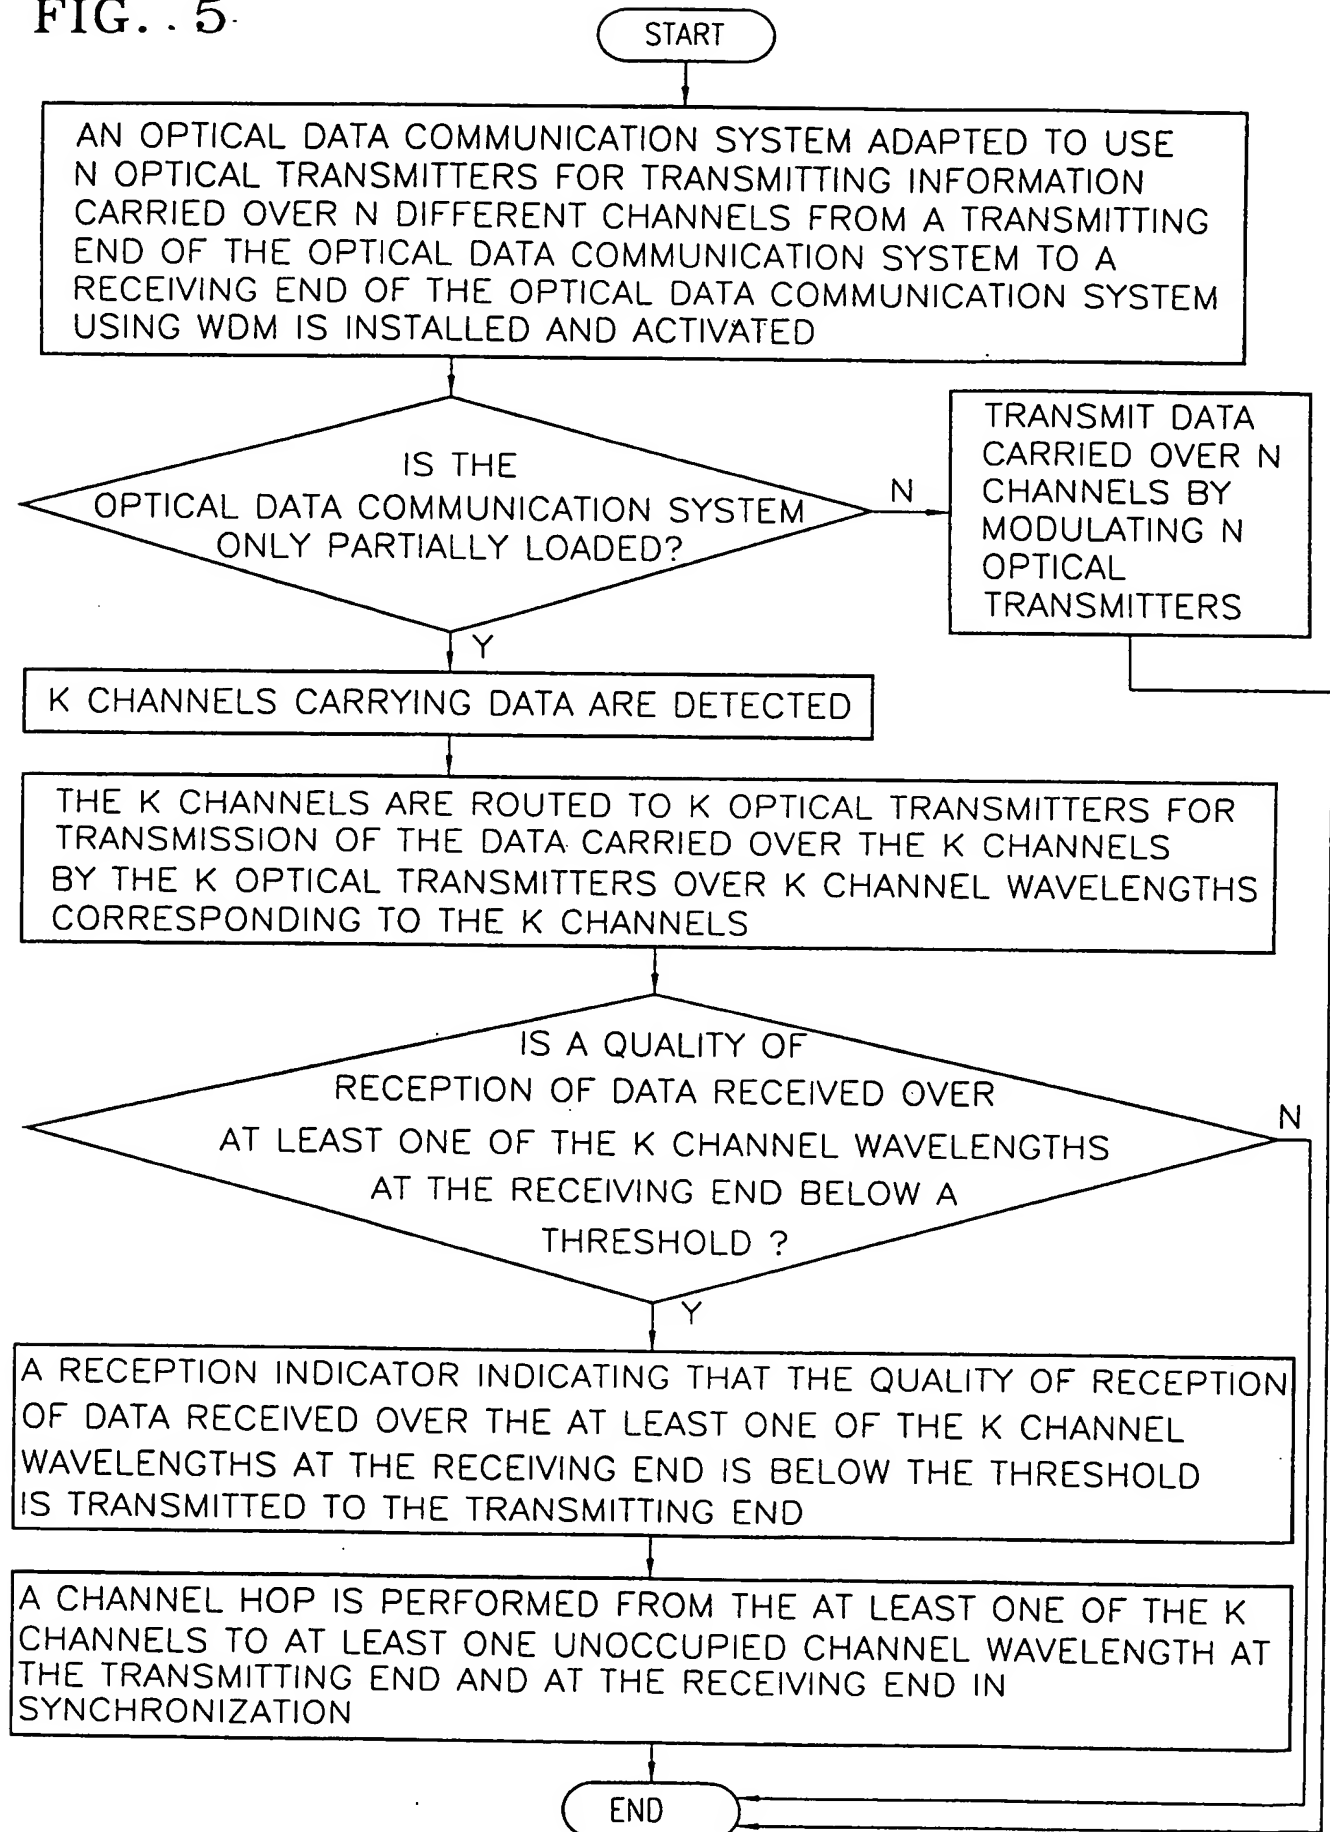 FIG. . 5
START
AN OPTICAL DATA COMMUNICATION SYSTEM ADAPTED TO USE
N OPTICAL TRANSMITTERS FOR TRANSMITTING INFORMATION
CARRIED OVER N DIFFERENT CHANNELS FROM A TRANSMITTING
END OF THE OPTICAL DATA COMMUNICATION SYSTEM TO A
RECEIVING END OF THE OPTICAL DATA COMMUNICATION SYSTEM
USING WDM IS INSTALLED AND ACTIVATED
IS THE
OPTICAL DATA COMMUNICATION SYSTEM
ONLY PARTIALLY LOADED?
N
TRANSMIT DATA
CARRIED OVER N
CHANNELS BY
MODULATING N
OPTICAL
TRANSMITTERS
Y
K CHANNELS CARRYING DATA ARE DETECTED
THE K CHANNELS ARE ROUTED TO K OPTICAL TRANSMITTERS FOR
TRANSMISSION OF THE DATA CARRIED OVER THE K CHANNELS
BY THE K OPTICAL TRANSMITTERS OVER K CHANNEL WAVELENGTHS
CORRESPONDING TO THE K CHANNELS
IS A QUALITY OF
RECEPTION OF DATA RECEIVED OVER
AT LEAST ONE OF THE K CHANNEL WAVELENGTHS
AT THE RECEIVING END BELOW A
THRESHOLD ?
N
Y
A RECEPTION INDICATOR INDICATING THAT THE QUALITY OF RECEPTION
OF DATA RECEIVED OVER THE AT LEAST ONE OF THE K CHANNEL
WAVELENGTHS AT THE RECEIVING END IS BELOW THE THRESHOLD
IS TRANSMITTED TO THE TRANSMITTING END
A CHANNEL HOP IS PERFORMED FROM THE AT LEAST ONE OF THE K
CHANNELS TO AT LEAST ONE UNOCCUPIED CHANNEL WAVELENGTH AT
THE TRANSMITTING END AND AT THE RECEIVING END IN
SYNCHRONIZATION
END